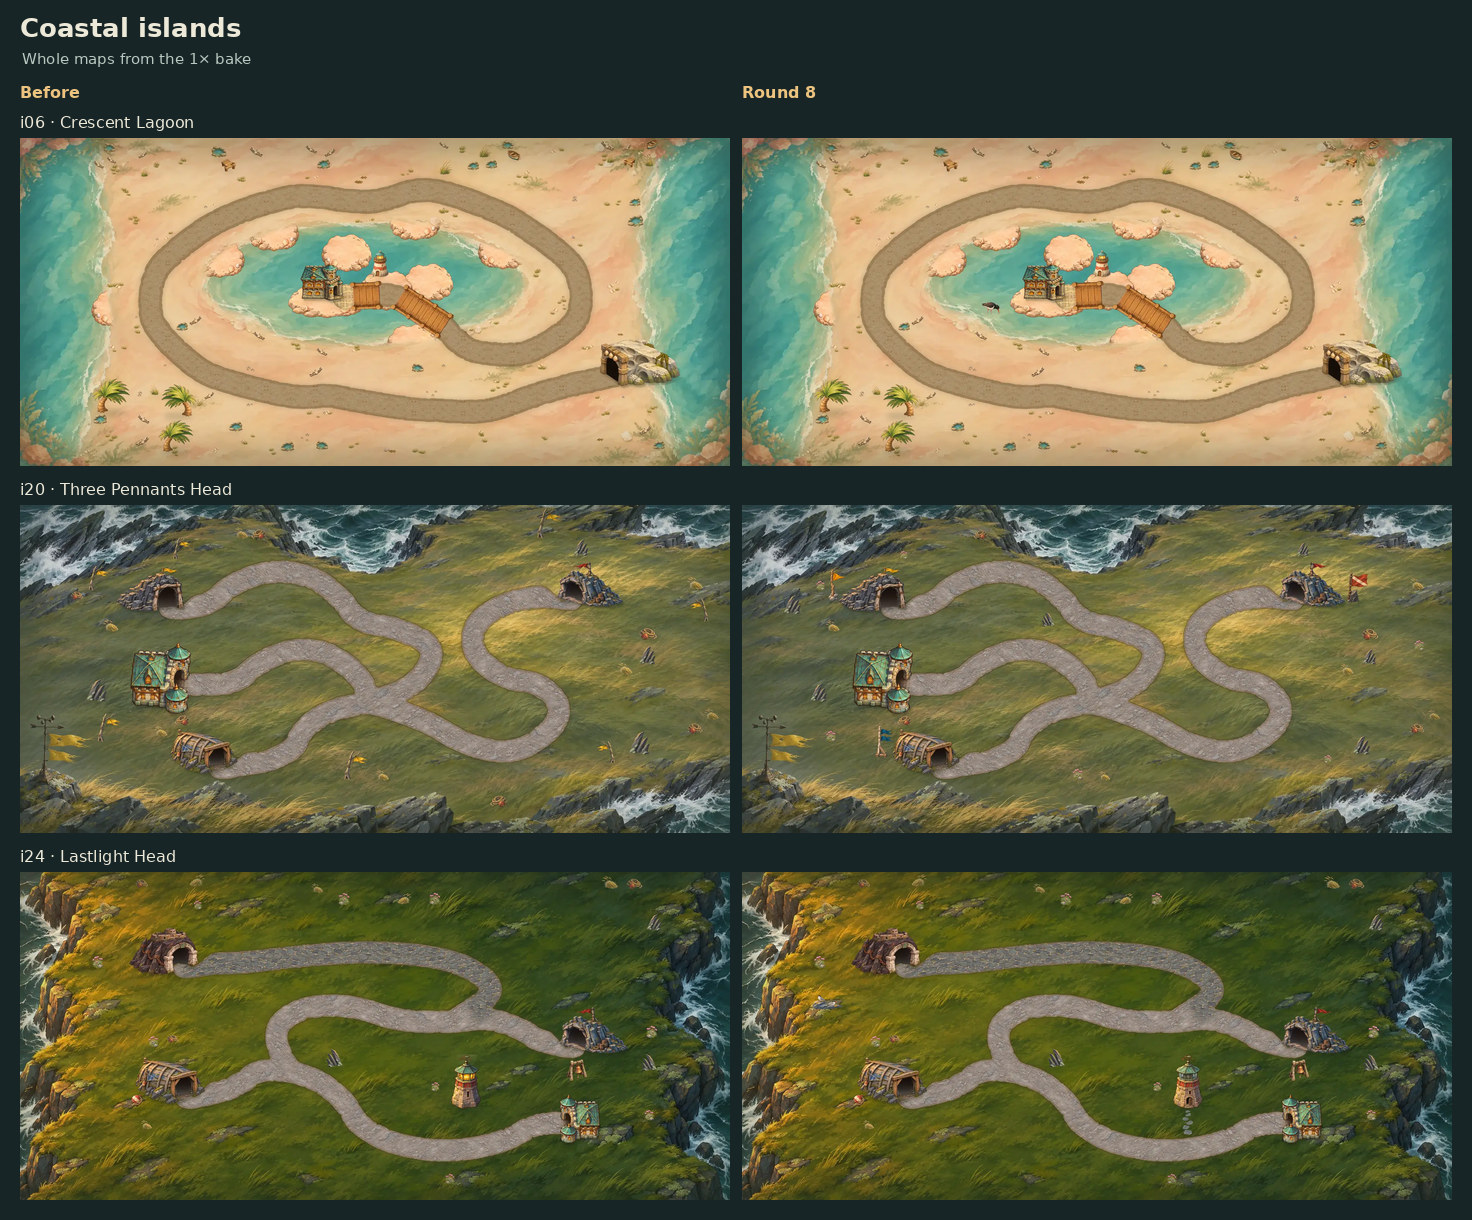 Coastal islands
Whole maps from the 1× bake
Before
Round 8
i06 · Crescent Lagoon
i20 · Three Pennants Head
i24 · Lastlight Head